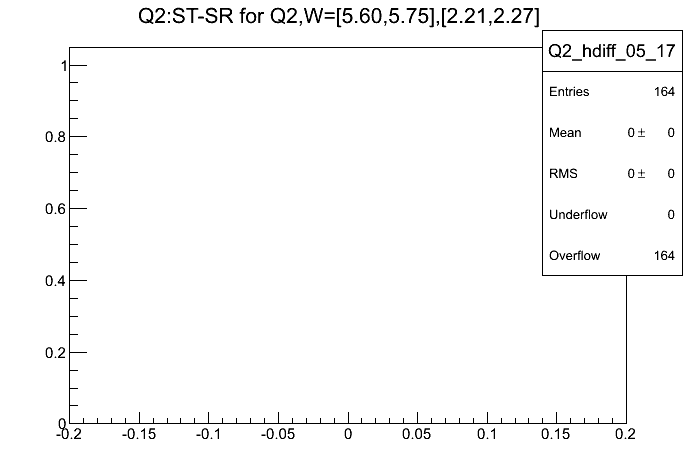 Q2:ST-SR for Q2,W=[5.60,5.75],[2.21,2.27]
Q2_hdiff_05_17
Entries 164
Mean 0 ± 0
RMS 0 ± 0
Underflow 0
Overflow 164
1
0.8
0.6
0.4
0.2
0
-0.2 -0.15 -0.1 -0.05 0 0.05 0.1 0.15 0.2